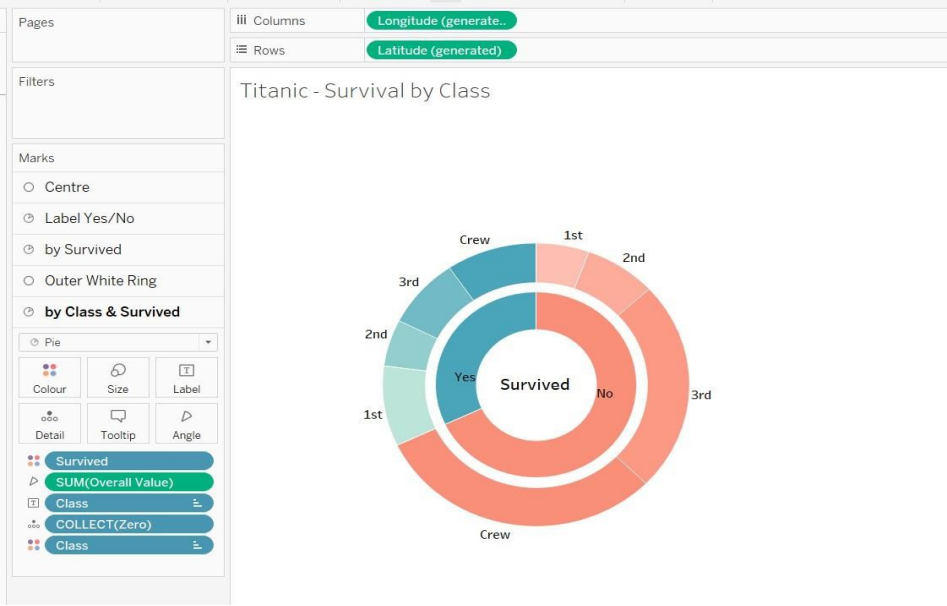 Pages
iii Columns
Longitude (generate..
Rows
Latitude (generated)
Filters
Titanic - Survival by Class
Marks
Centre
Label Yes/No
by Survived
Outer White Ring
by Class & Survived
Pie
Colour
Size
T
Label
Detail
Tooltip
Angle
Survived
SUM(Overall Value)
T
Class
COLLECT(Zero)
Class
1st
Crew
2nd
3rd
2nd
Yes
Survived
No
3rd
1st
Crew